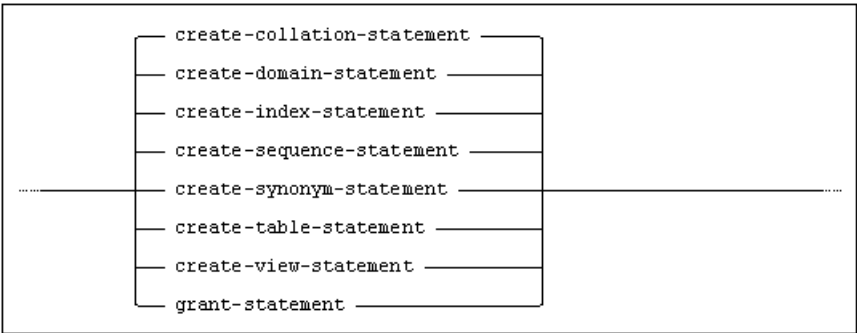 create-collation-statement
create-domain-statement
create-index-statement
create-sequence-statement
create-synonym-statement
create-table-statement
create-view-statement
grant-statement